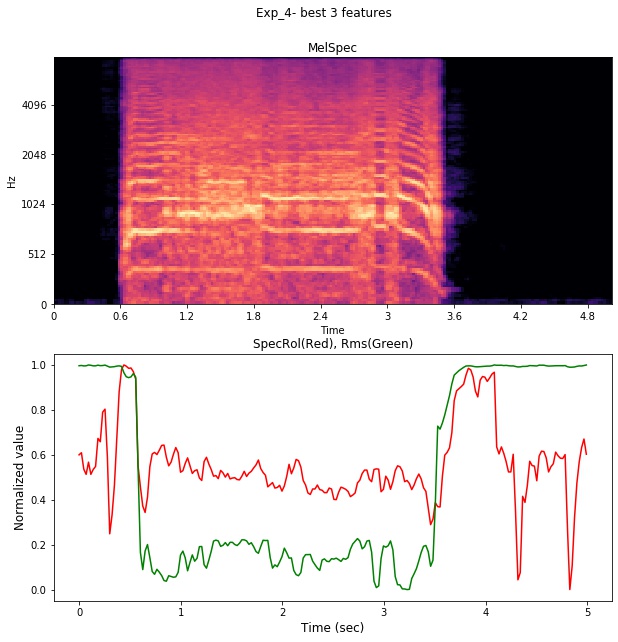 Exp_4- best 3 features
MelSpec
4096
2048
1024
512
0
Hz
0 0.6 1.2 1.8 2.4 3 3.6 4.2 4.8
Time
SpecRol(Red), Rms(Green)
1.0
0.8
0.6
0.4
0.2
0.0
Normalized value
0 1 2 3 4 5
Time (sec)